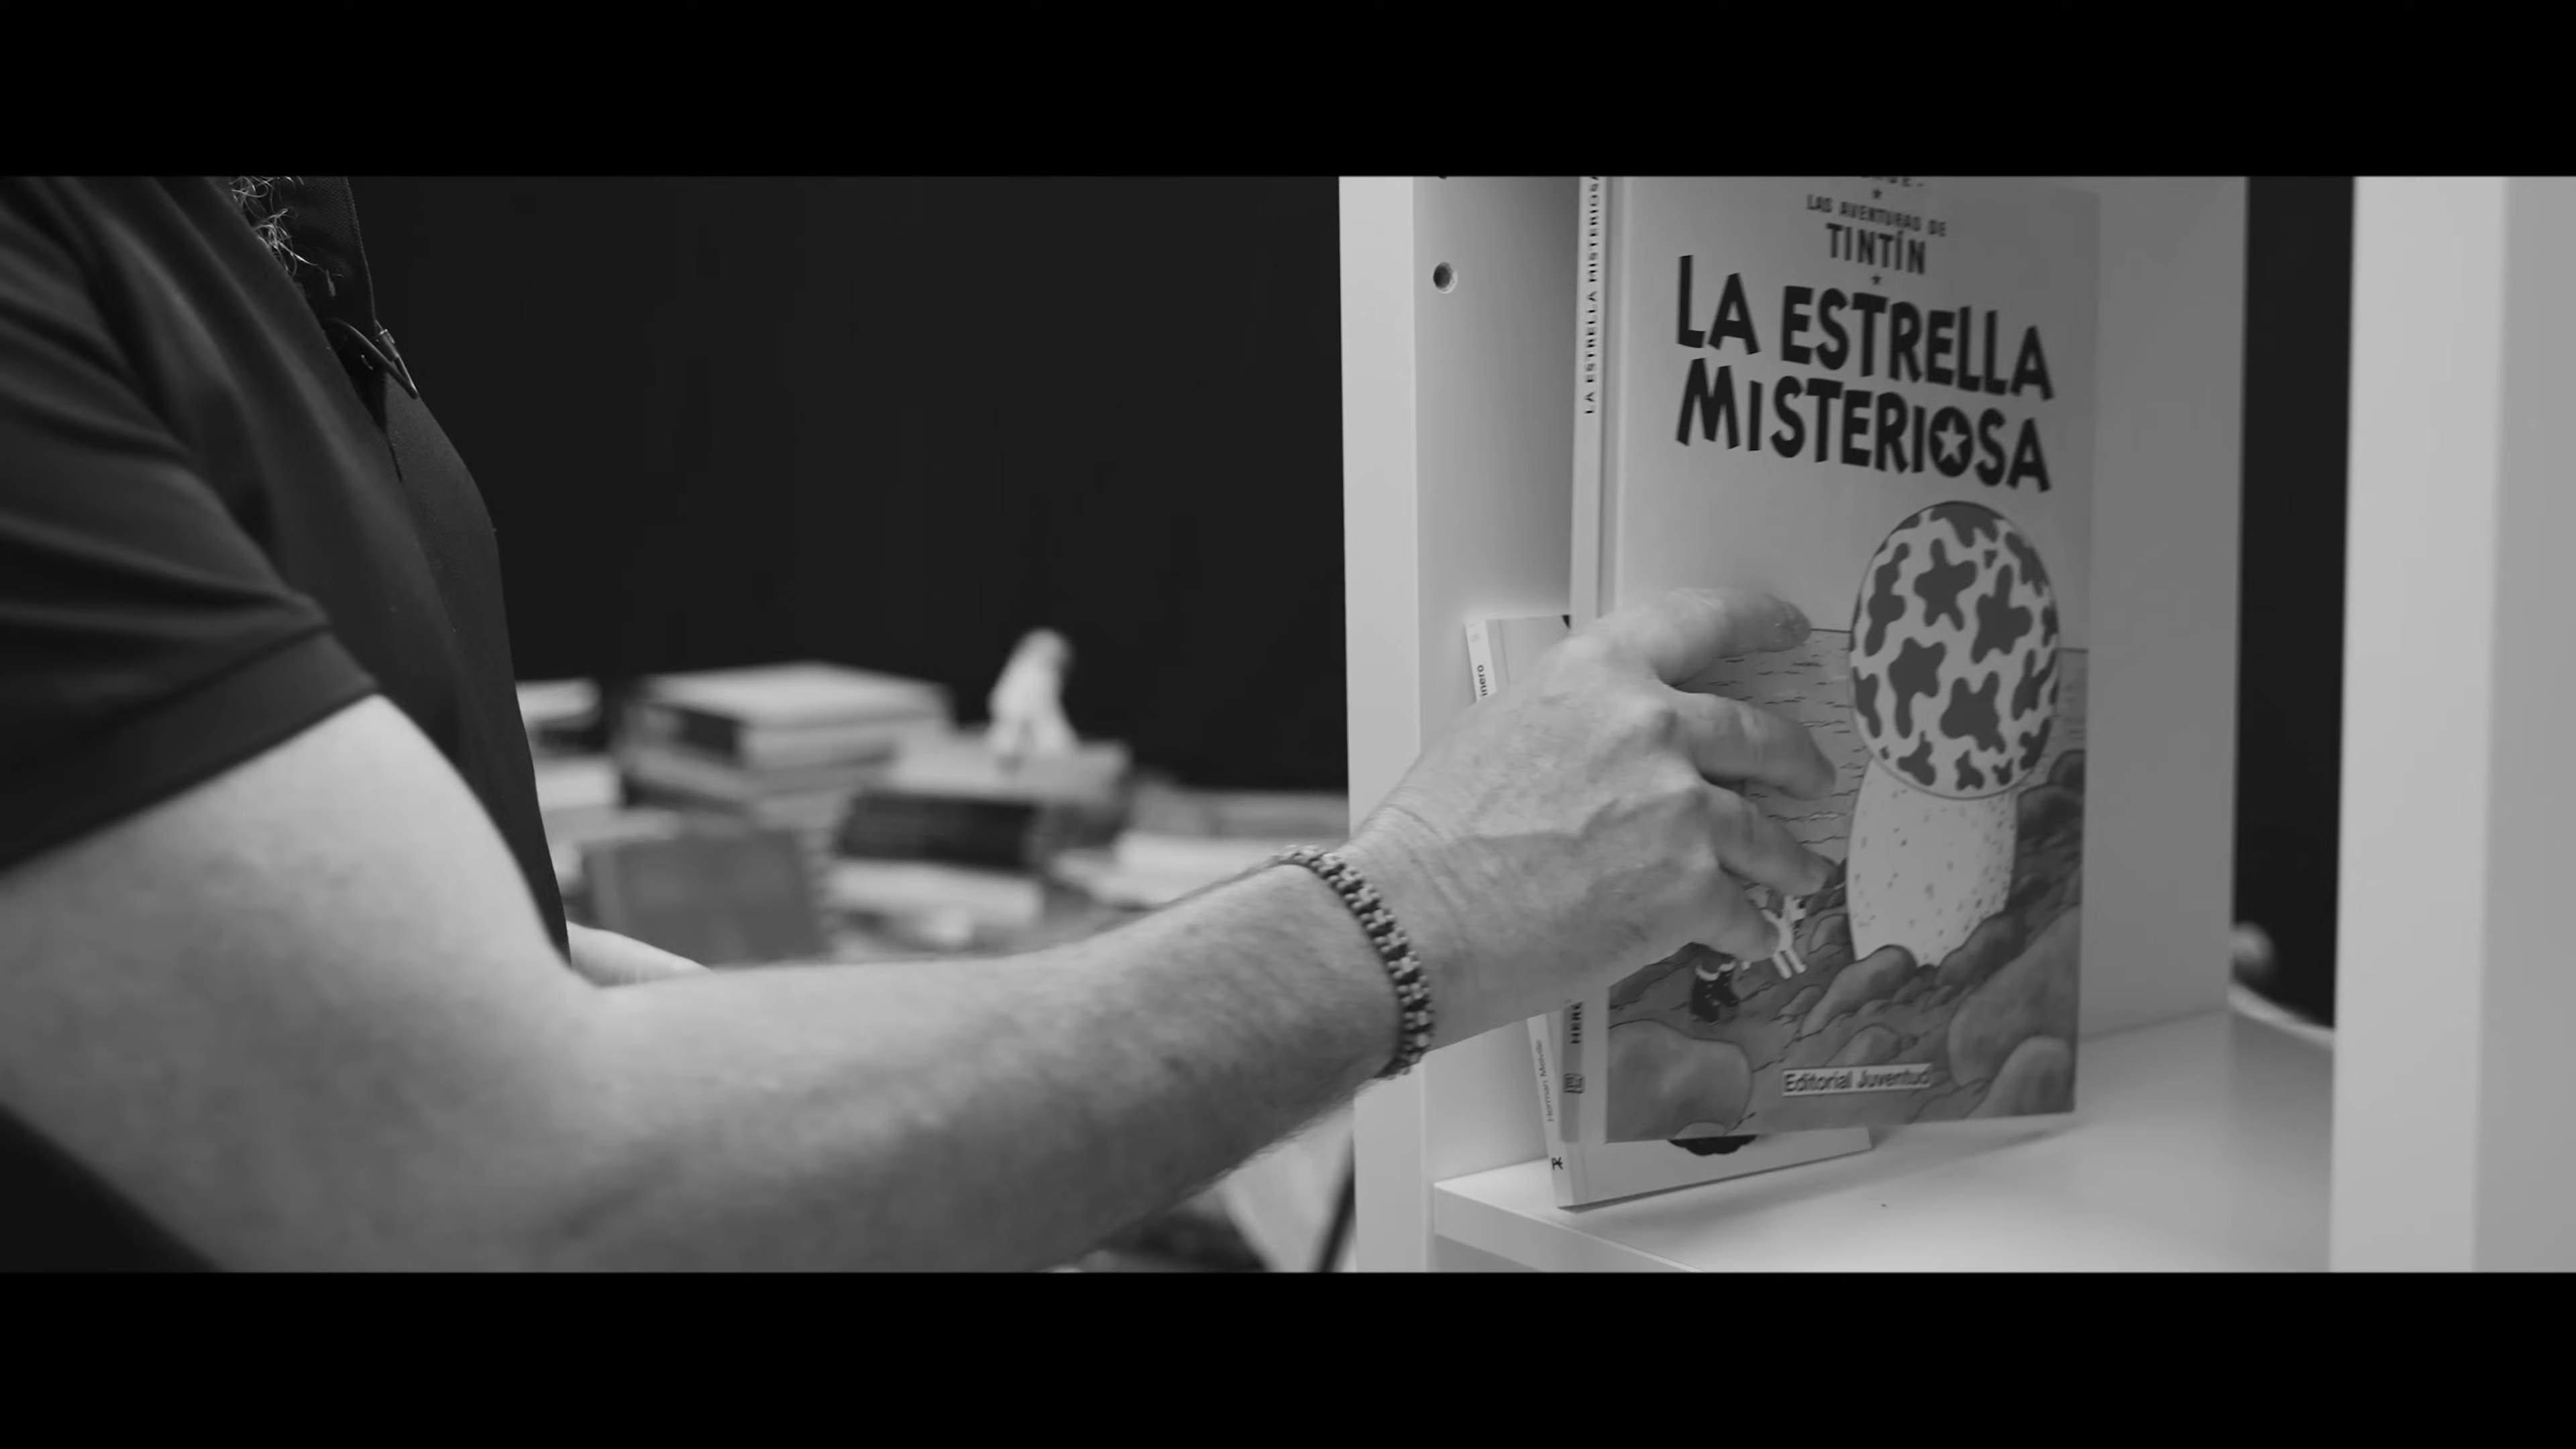 LAS AVENTURAS DE
TINTÍN
LA ESTRELLA
MISTERIOSA
Editorial Juventud
LA ESTRELLA MISTERIOSA
Herman Melville